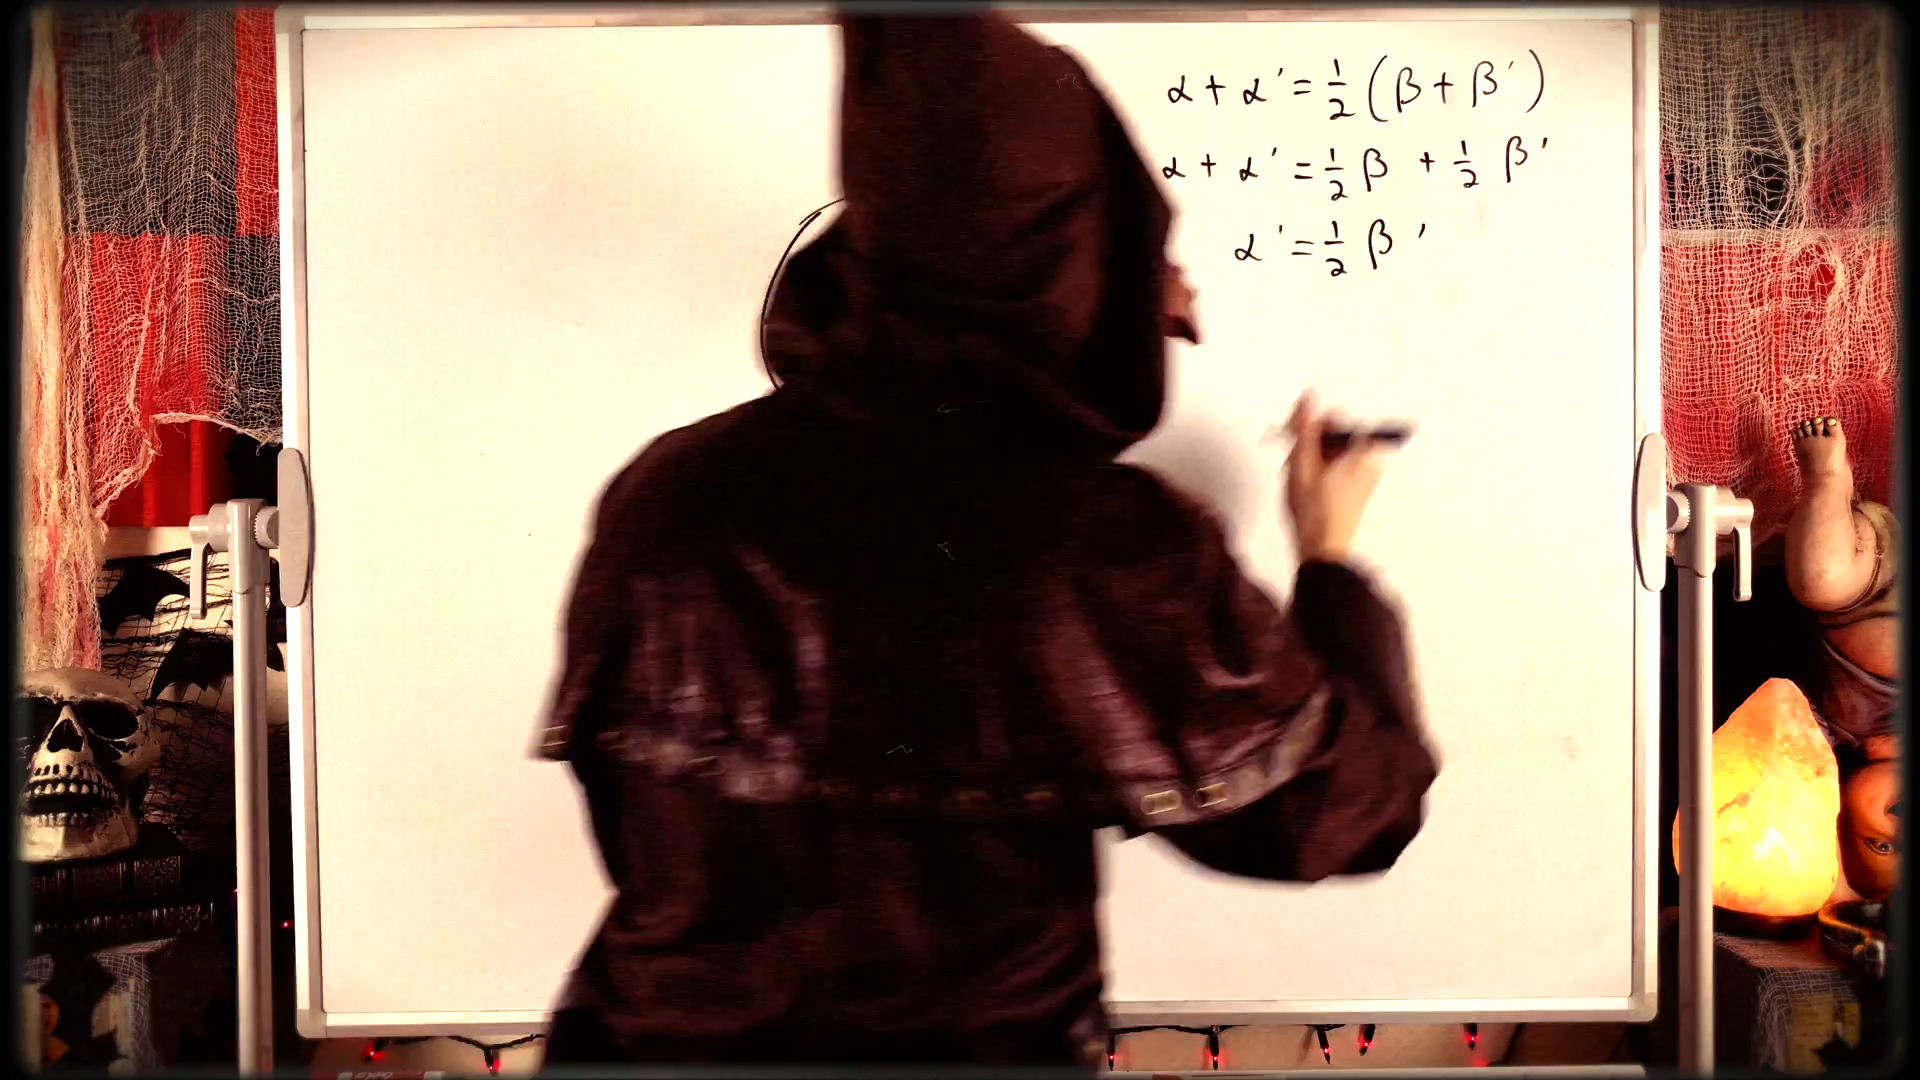 α + α' = 1/2 (β + β')
α + α' = 1/2 β + 1/2 β'
α' = 1/2 β'